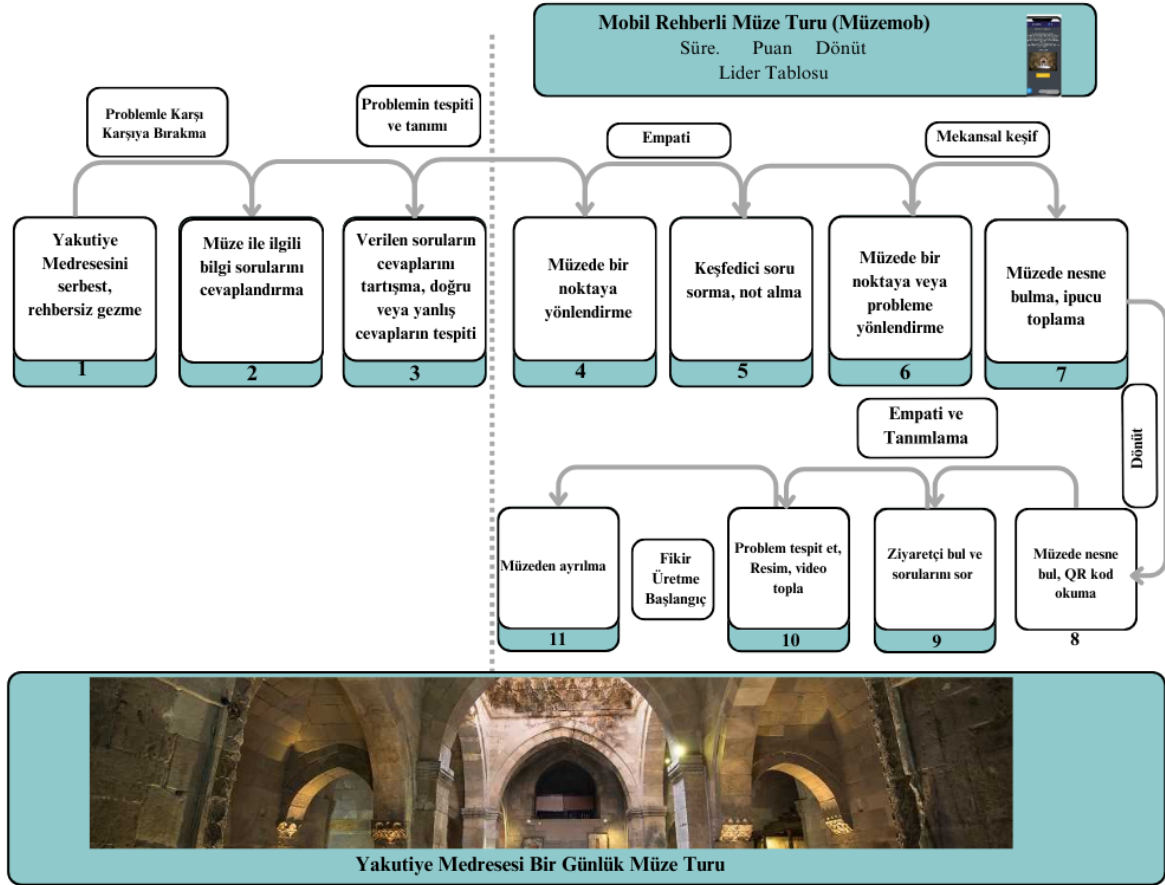 Mobil Rehberli Müze Turu (Müzemob)
Süre. Puan Dönüt
Lider Tablosu
Problemle Karşı
Karşıya Bırakma
Problemin tespiti
ve tanımı
Empati
Mekansal keşif
Yakutiye
Medresesini
serbest,
rehbersiz gezme
1
Müze ile ilgili
bilgi sorularını
cevaplandırma
2
Verilen soruların
cevaplarını
tartışma, doğru
veya yanlış
cevapların tespiti
3
Müzede bir
noktaya
yönlendirme
4
Keşfedici soru
sorma, not alma
5
Müzede bir
noktaya veya
probleme
yönlendirme
6
Müzede nesne
bulma, ipucu
toplama
7
Dönüt
Empati ve
Tanımlama
Müzede nesne
bul, QR kod
okuma
8
Ziyaretçi bul ve
sorularını sor
9
Problem tespit et,
Resim, video
topla
10
Fikir
Üretme
Başlangıç
Müzeden ayrılma
11
Yakutiye Medresesi Bir Günlük Müze Turu